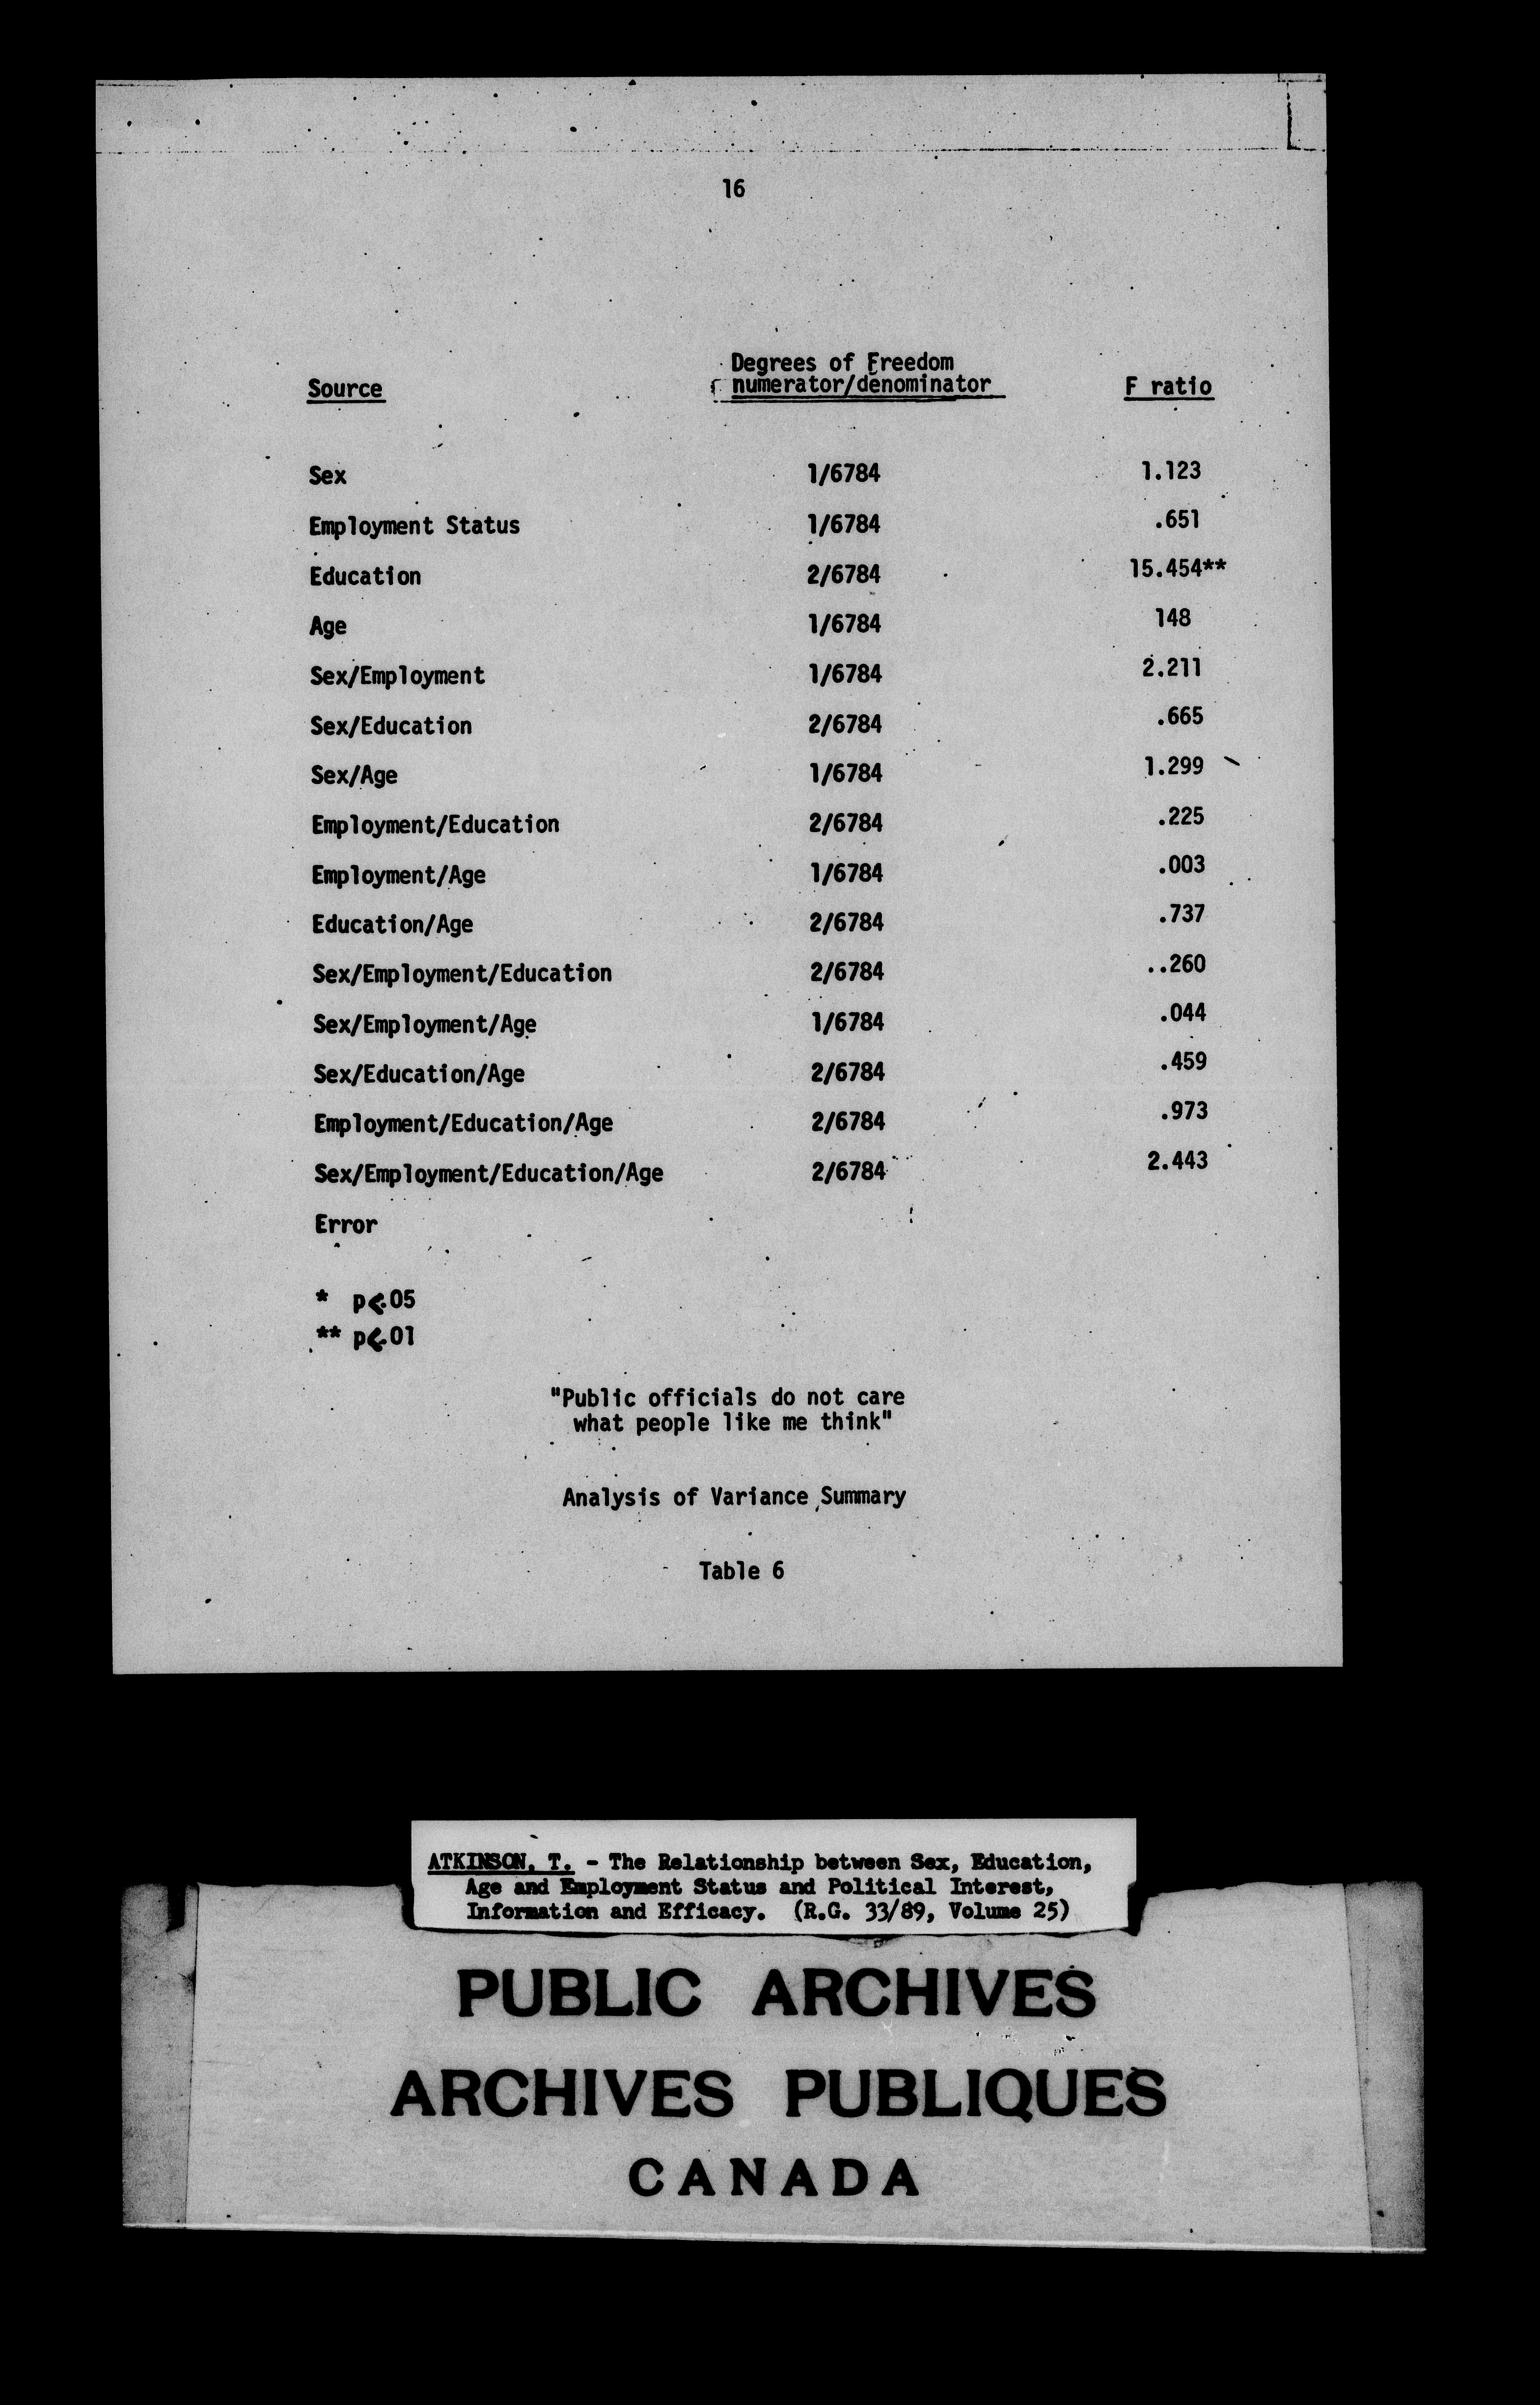 16
Source Degrees of Freedom numerator/denominator F ratio
Sex 1/6784 1.123
Employment Status 1/6784 .651
Education 2/6784 15.454**
Age 1/6784 148
Sex/Employment 1/6784 2.211
Sex/Education 2/6784 .665
Sex/Age 1/6784 1.299
Employment/Education 2/6784 .225
Employment/Age 1/6784 .003
Education/Age 2/6784 .737
Sex/Employment/Education 2/6784 ..260
Sex/Employment/Age 1/6784 .044
Sex/Education/Age 2/6784 .459
Employment/Education/Age 2/6784 .973
Sex/Employment/Education/Age 2/6784 2.443
Error
* p<.05
** p<.01
"Public officials do not care
what people like me think"
Analysis of Variance Summary
Table 6
ATKINSON, T. - The Relationship between Sex, Education,
Age and Employment Status and Political Interest,
Information and Efficacy. (R.G. 33/89, Volume 25)
PUBLIC ARCHIVES
ARCHIVES PUBLIQUES
CANADA